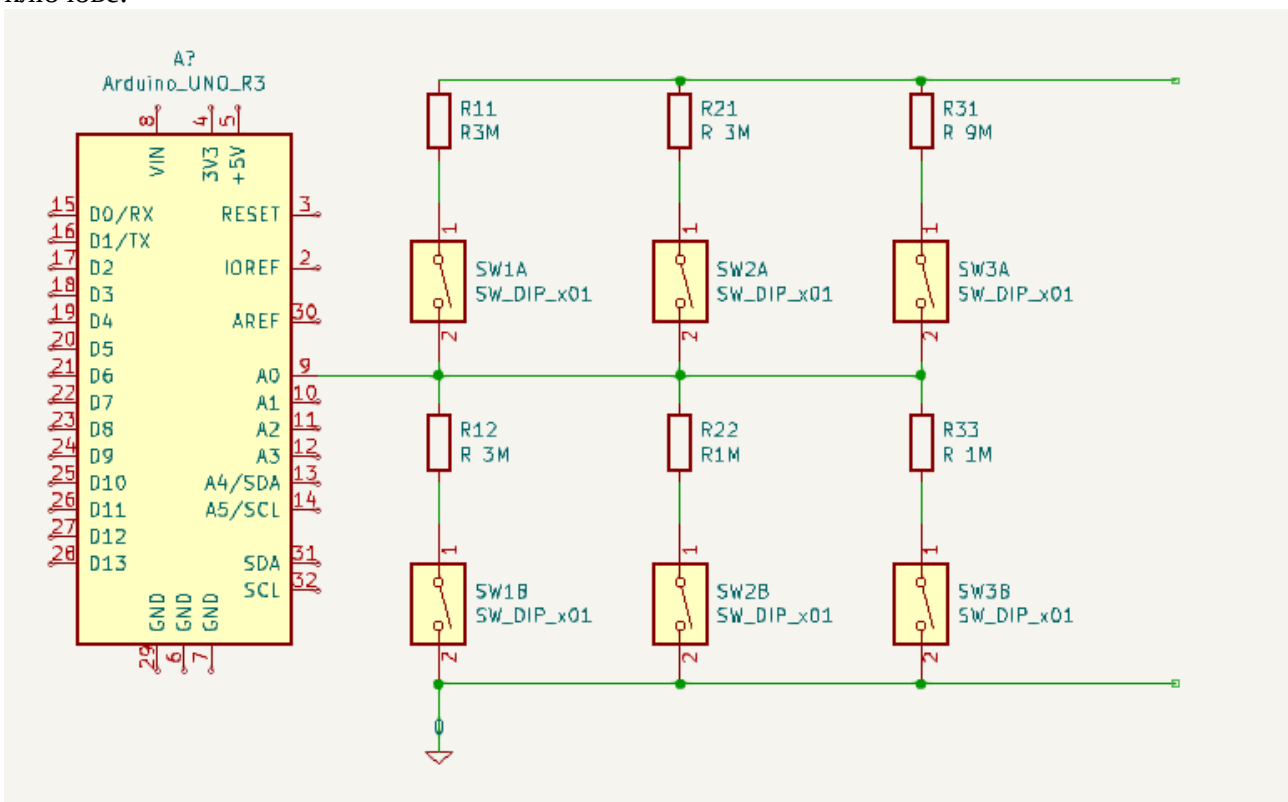 ключове:
A?
Arduino_UNO_R3
8
4
5
VIN
3V3
+5V
15
D0/RX
RESET
3
16
D1/TX
17
D2
IOREF
2
18
D3
19
D4
AREF
30
20
D5
21
D6
A0
9
22
D7
A1
10
23
D8
A2
11
24
D9
A3
12
25
D10
A4/SDA
13
26
D11
A5/SCL
14
27
D12
28
D13
SDA
31
SCL
32
GND
GND
GND
29
6
7
R11
R3M
R21
R 3M
R31
R 9M
1
SW1A
SW_DIP_x01
2
1
SW2A
SW_DIP_x01
2
1
SW3A
SW_DIP_x01
2
R12
R 3M
R22
R1M
R33
R 1M
1
SW1B
SW_DIP_x01
2
1
SW2B
SW_DIP_x01
2
1
SW3B
SW_DIP_x01
2
0